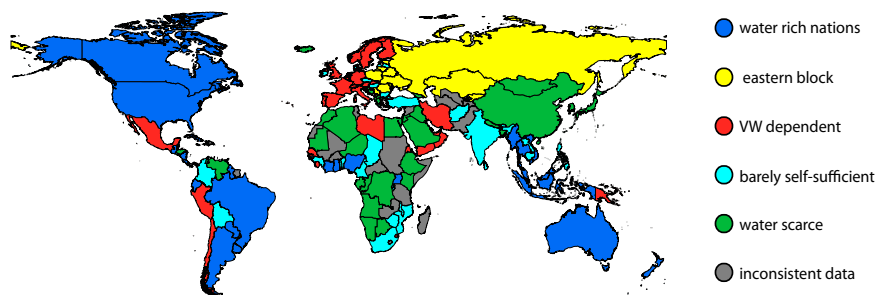 water rich nations
eastern block
VW dependent
barely self-sufficient
water scarce
inconsistent data